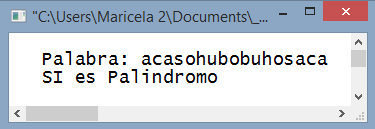 "C:\Users\Maricela 2\Documents\_...
Palabra: acasohubobuhosaca
SI es Palindromo